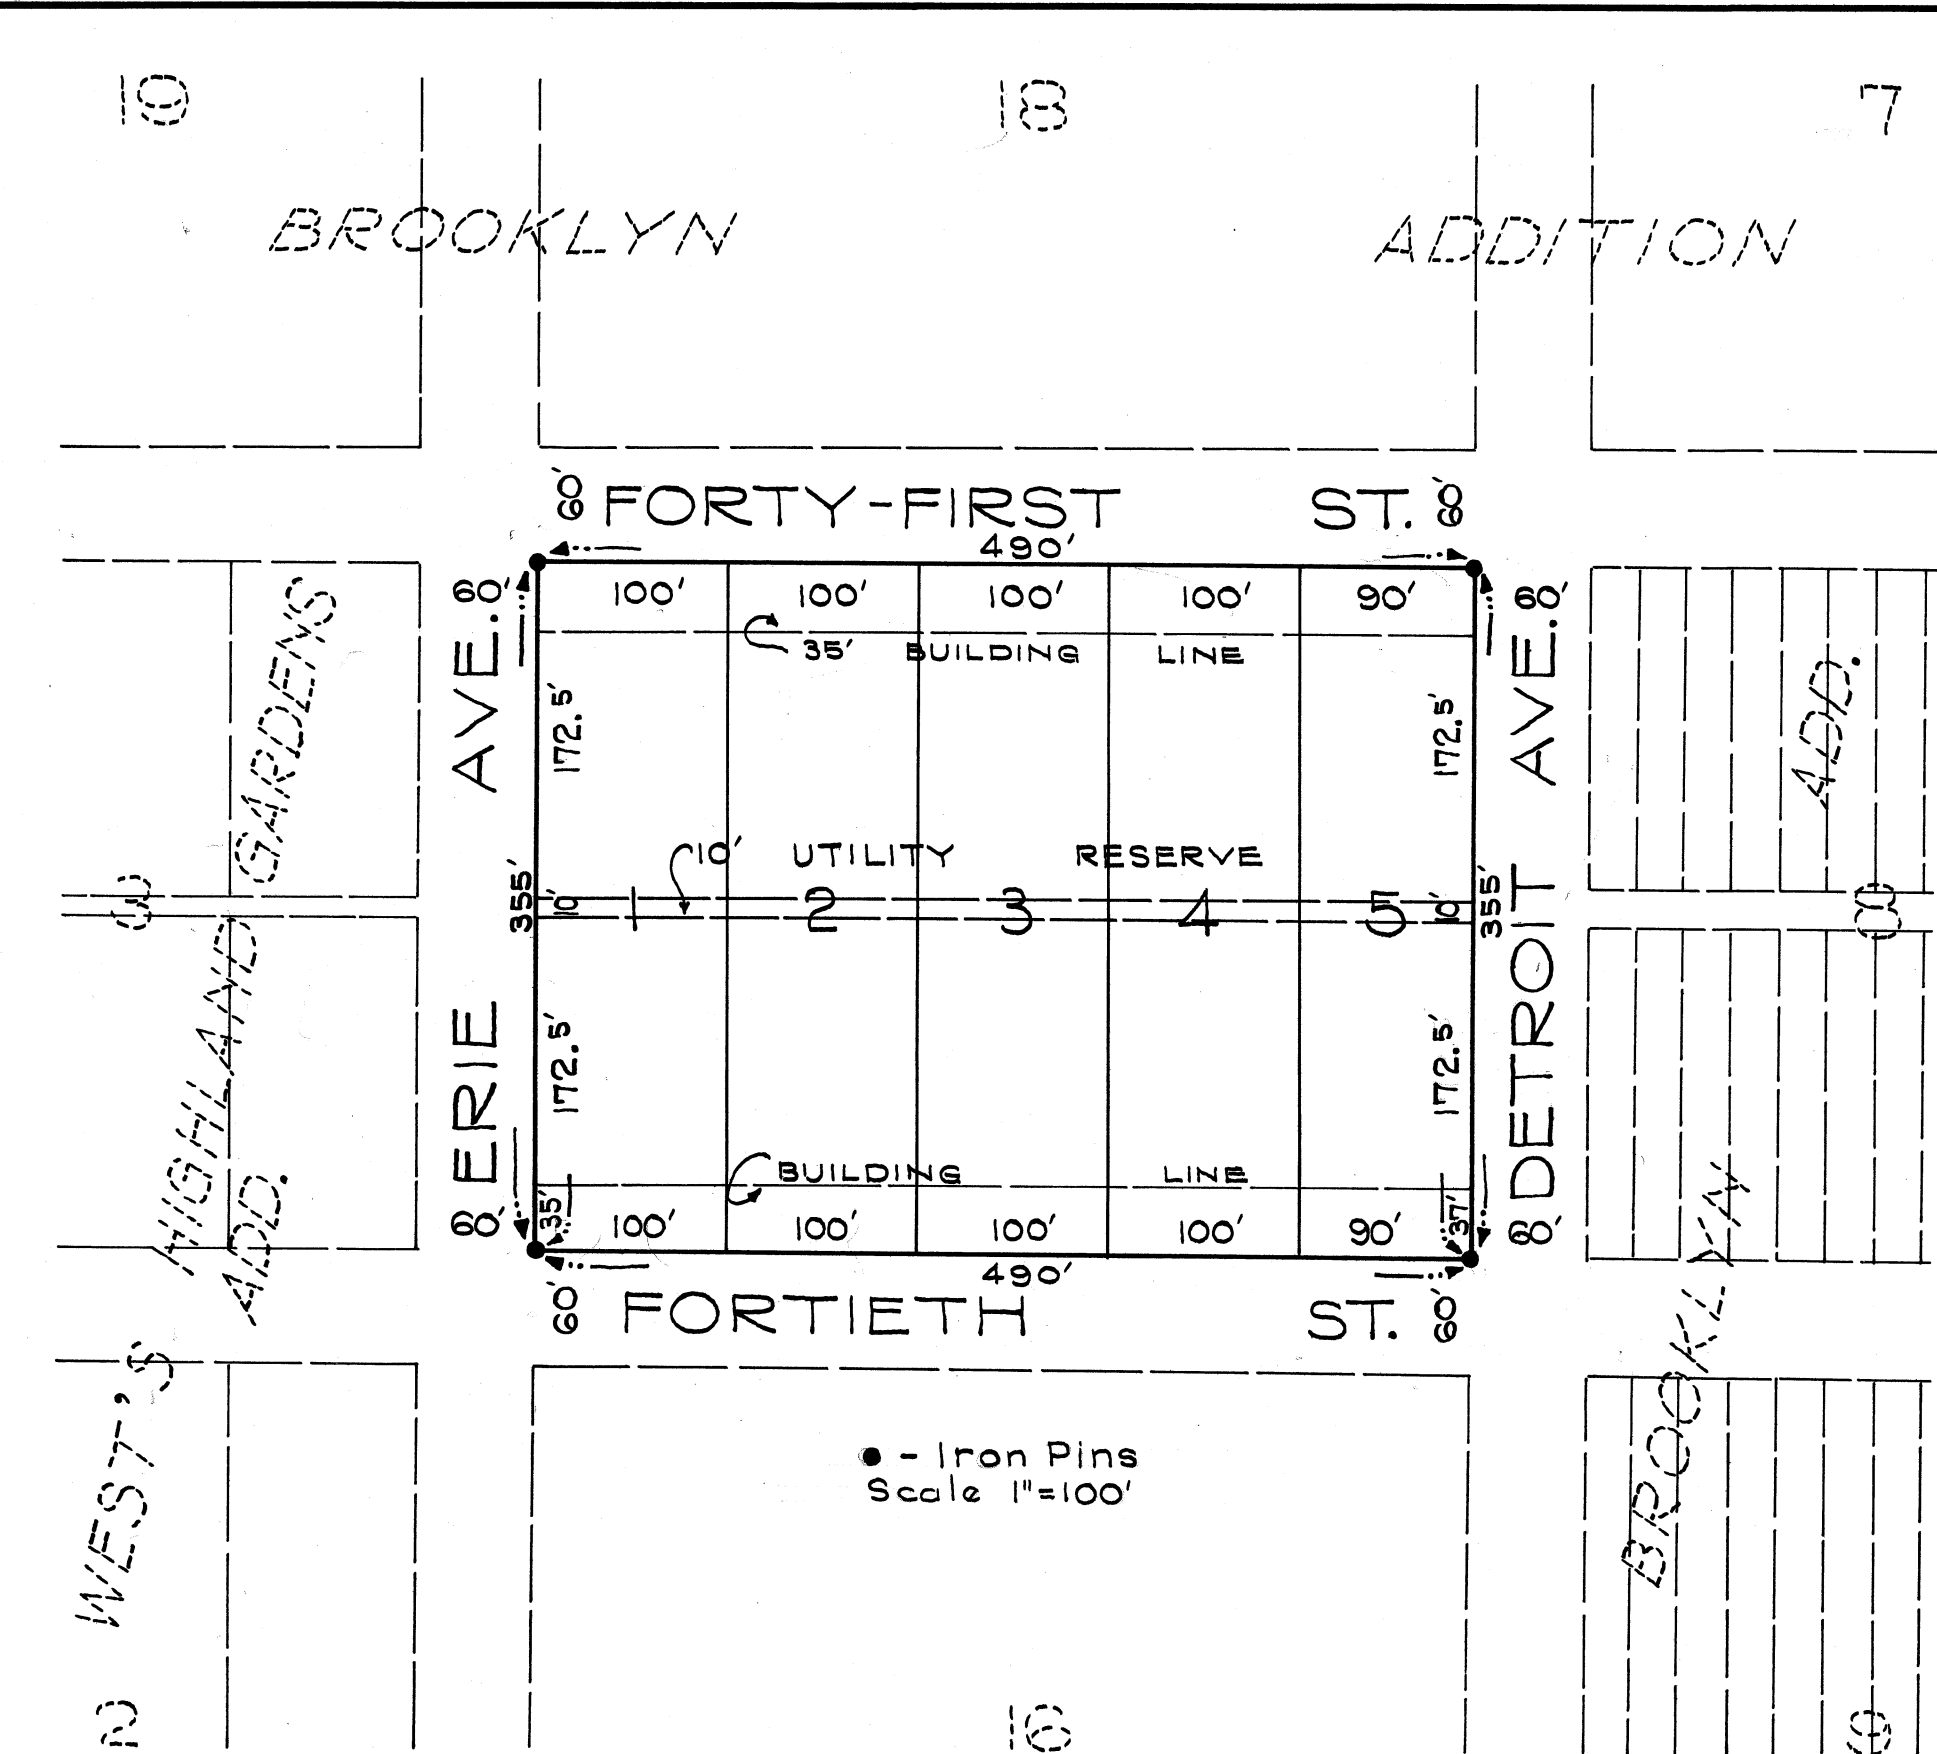 19 18 7
BROOKLYN ADDITION
60' FORTY-FIRST ST. 60'
490'
60' 100' 100' 100' 100' 90' 60'
35' BUILDING LINE
ERIE AVE.
DETROIT AVE.
172.5' 172.5'
10' UTILITY RESERVE
355' 10' 1 2 3 4 5 10' 355'
172.5' 172.5'
BUILDING LINE
35' 37'
60' 100' 100' 100' 100' 90' 60'
490'
60' FORTIETH ST. 60'
3
WEST'S HIGHLAND GARDENS
ADD.
8
BROOKLYN ADD.
● - Iron Pins
Scale 1"=100'
2 16